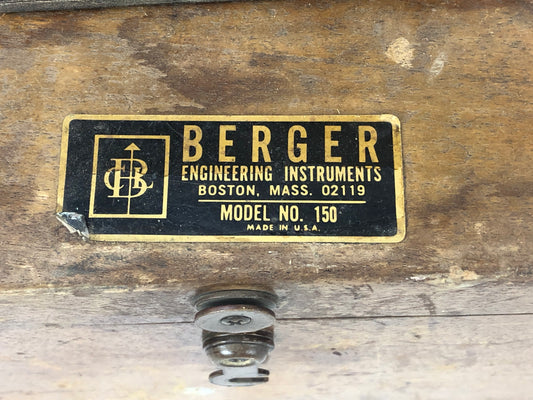 BERGER
ENGINEERING INSTRUMENTS
BOSTON, MASS. 02119
MODEL NO. 150
MADE IN U.S.A.